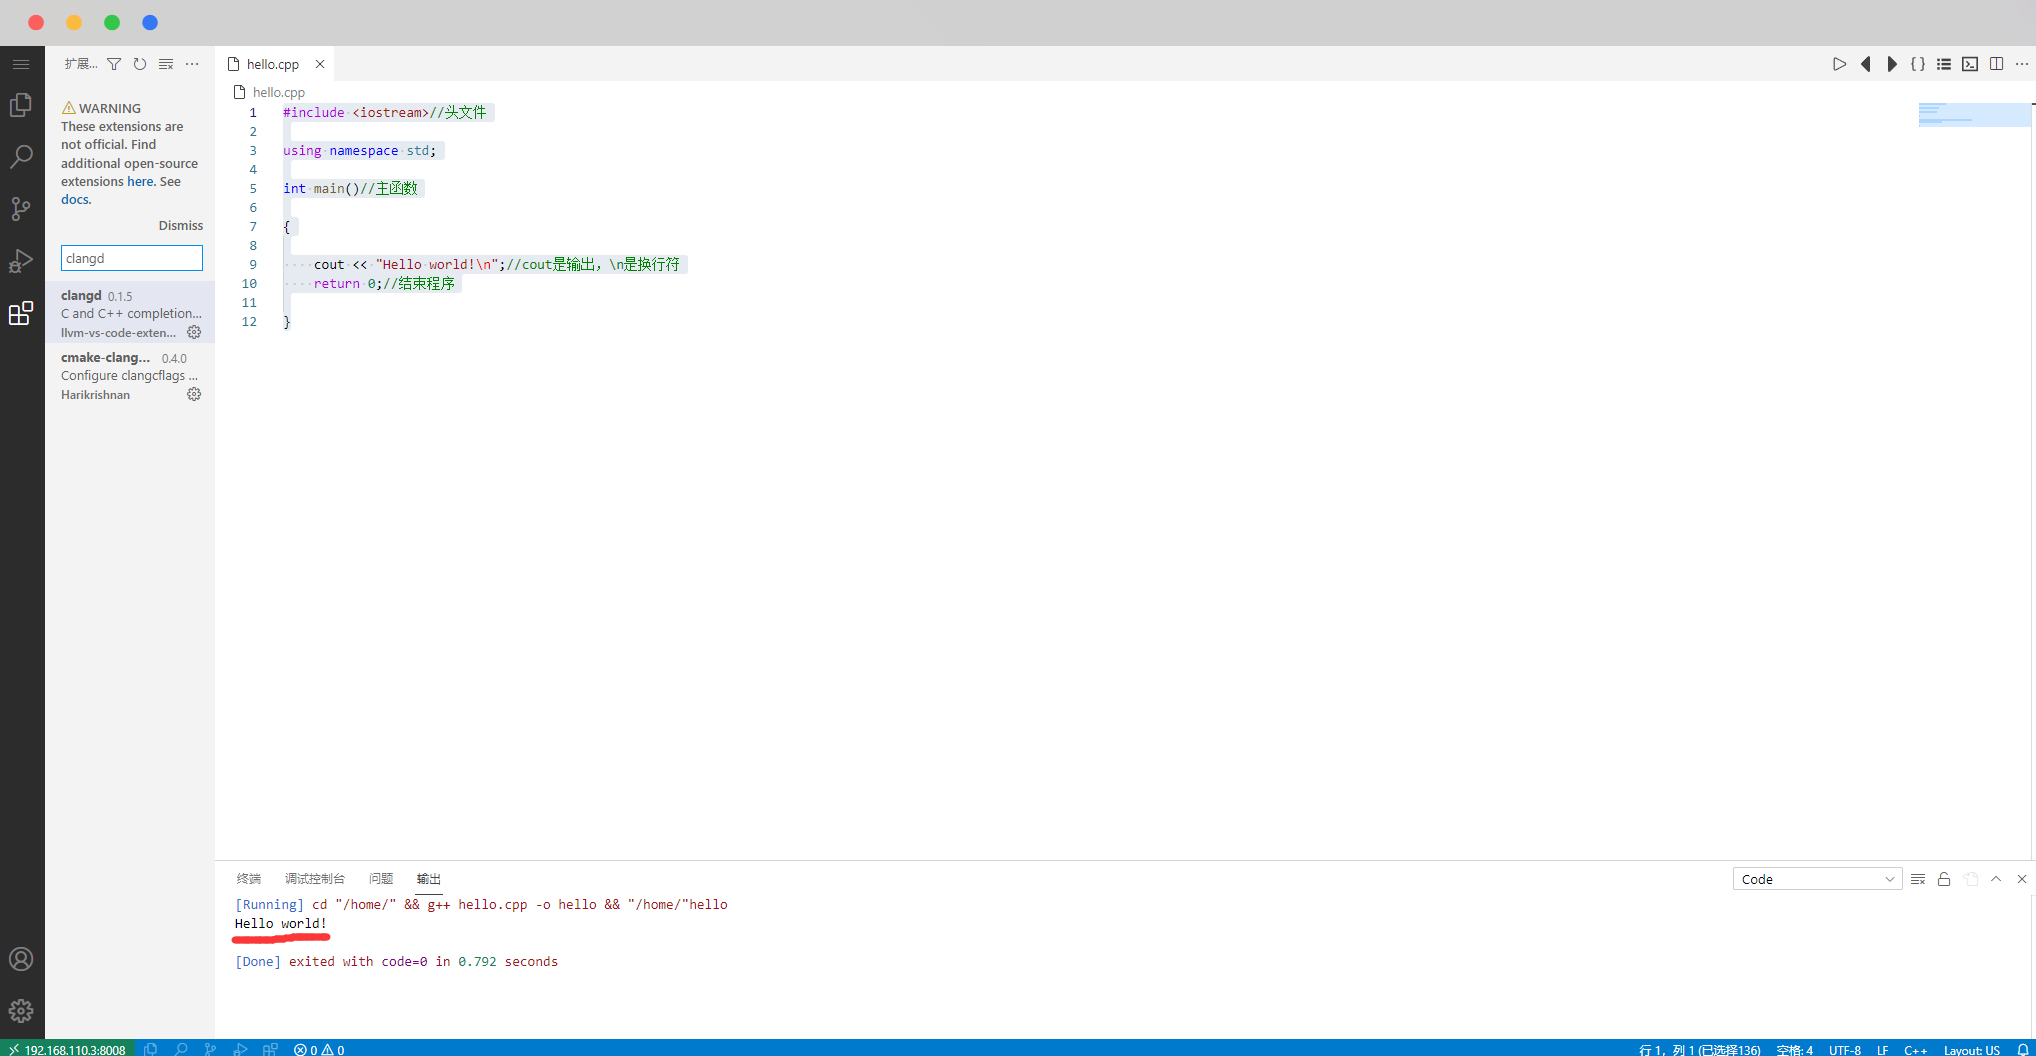 扩展...
hello.cpp
WARNING
These extensions are
not official. Find
additional open-source
extensions here. See
docs.
Dismiss
clangd
clangd 0.1.5
C and C++ completion...
llvm-vs-code-exten...
cmake-clang... 0.4.0
Configure clangcflags ...
Harikrishnan
hello.cpp
1 #include <iostream>//头文件
2
3 using namespace std;
4
5 int main()//主函数
6
7 {
8
9 cout << "Hello world!\n";//cout是输出，\n是换行符
10 return 0;//结束程序
11
12 }
终端 调试控制台 问题 输出 Code
[Running] cd "/home/" && g++ hello.cpp -o hello && "/home/"hello
Hello world!
[Done] exited with code=0 in 0.792 seconds
192.168.110.3:8008 0 0 行 1，列 1 (已选择136) 空格: 4 UTF-8 LF C++ Layout: US